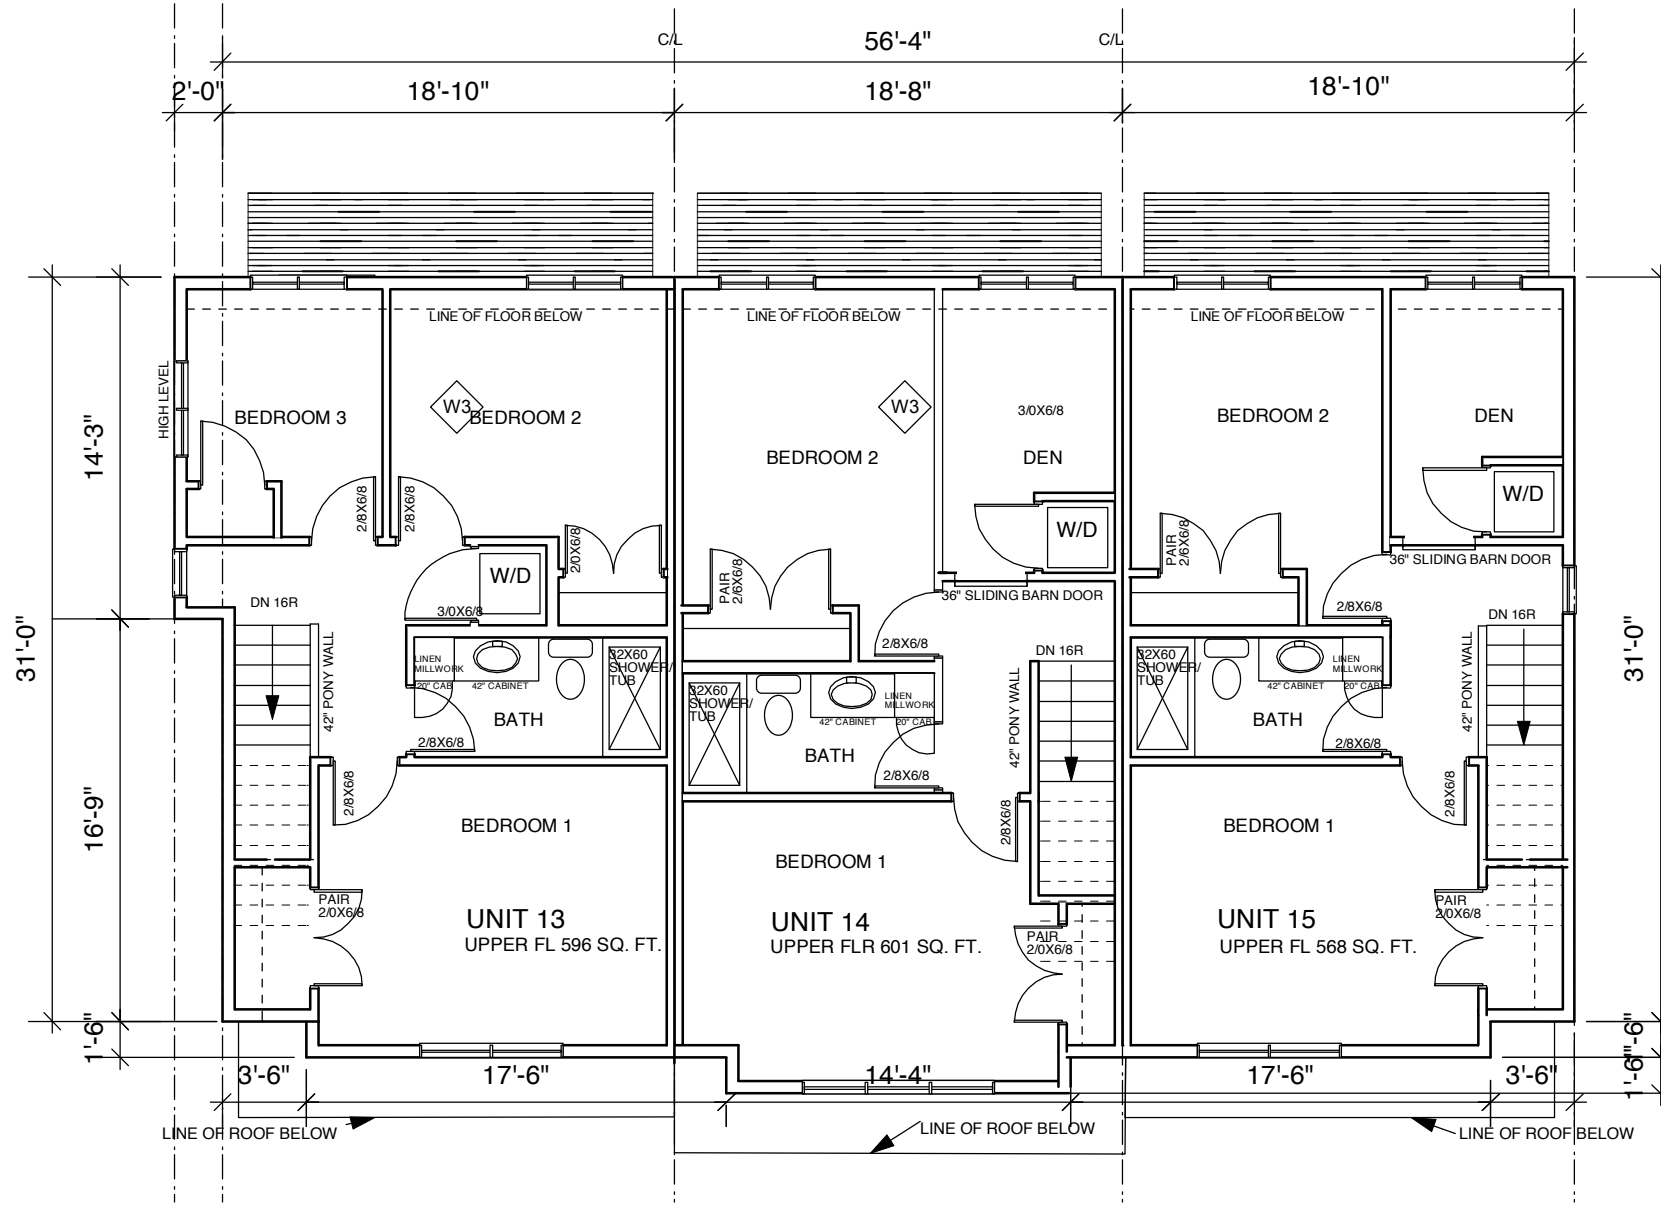 C/L
56'-4"
C/L
2'-0"
18'-10"
18'-8"
18'-10"
LINE OF FLOOR BELOW
LINE OF FLOOR BELOW
LINE OF FLOOR BELOW
HIGH LEVEL
BEDROOM 3
W3
BEDROOM 2
W3
3/0X6/8
BEDROOM 2
DEN
BEDROOM 2
DEN
14'-3"
2/8X6/8
2/8X6/8
2/0X6/8
W/D
3/0X6/8
PAIR
2/6X6/8
W/D
36" SLIDING BARN DOOR
PAIR
2/6X6/8
W/D
36" SLIDING BARN DOOR
DN 16R
2/8X6/8
2/8X6/8
DN 16R
DN 16R
31'-0"
31'-0"
42" PONY WALL
LINEN
MILLWORK
20" CAB
42" CABINET
32X60
SHOWER/
TUB
BATH
2/8X6/8
32X60
SHOWER/
TUB
42" CABINET
LINEN
MILLWORK
20" CAB
BATH
2/8X6/8
42" PONY WALL
32X60
SHOWER/
TUB
42" CABINET
LINEN
MILLWORK
20" CAB
BATH
2/8X6/8
42" PONY WALL
16'-9"
2/8X6/8
BEDROOM 1
2/8X6/8
BEDROOM 1
2/8X6/8
BEDROOM 1
PAIR
2/0X6/8
UNIT 13
UPPER FL 596 SQ. FT.
UNIT 14
UPPER FLR 601 SQ. FT.
PAIR
2/0X6/8
UNIT 15
UPPER FL 568 SQ. FT.
PAIR
2/0X6/8
1'-6"
3'-6"
17'-6"
14'-4"
17'-6"
3'-6"
1'-6"
1'-6"
LINE OF ROOF BELOW
LINE OF ROOF BELOW
LINE OF ROOF BELOW